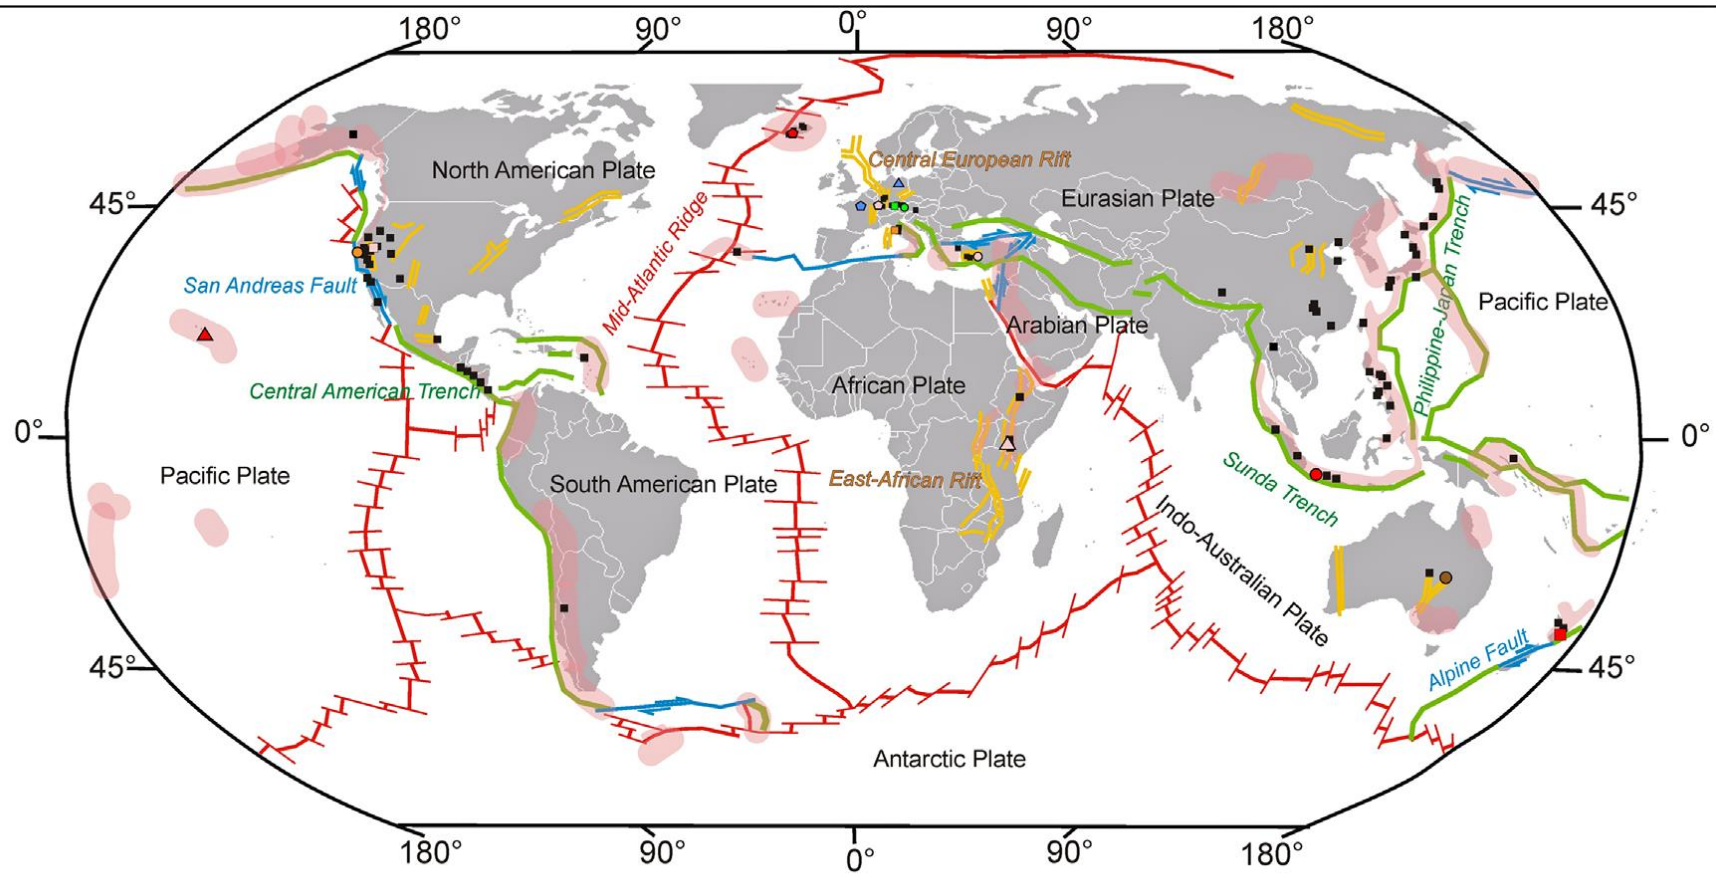 180°
90°
0°
90°
180°
Central European Rift
North American Plate
Eurasian Plate
45°
45°
Mid-Atlantic Ridge
San Andreas Fault
Philippine-Japan Trench
Pacific Plate
Arabian Plate
African Plate
Central American Trench
0°
0°
Pacific Plate
South American Plate
East-African Rift
Sunda Trench
Indo-Australian Plate
Alpine Fault
45°
45°
Antarctic Plate
180°
90°
0°
90°
180°